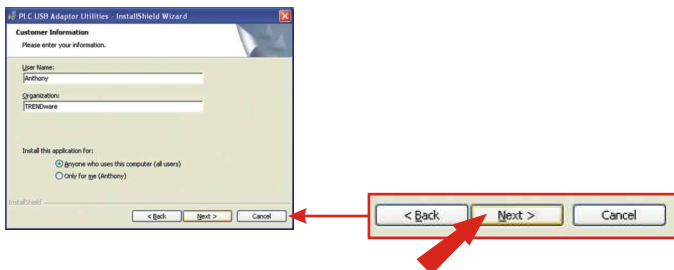 PLC USB Adaptor Utilities - InstallShield Wizard
Customer Information
Please enter your information.
User Name:
Anthony
Organization:
TRENDware
Install this application for:
Anyone who uses this computer (all users)
Only for me (Anthony)
InstallShield
< Back Next > Cancel
< Back Next > Cancel